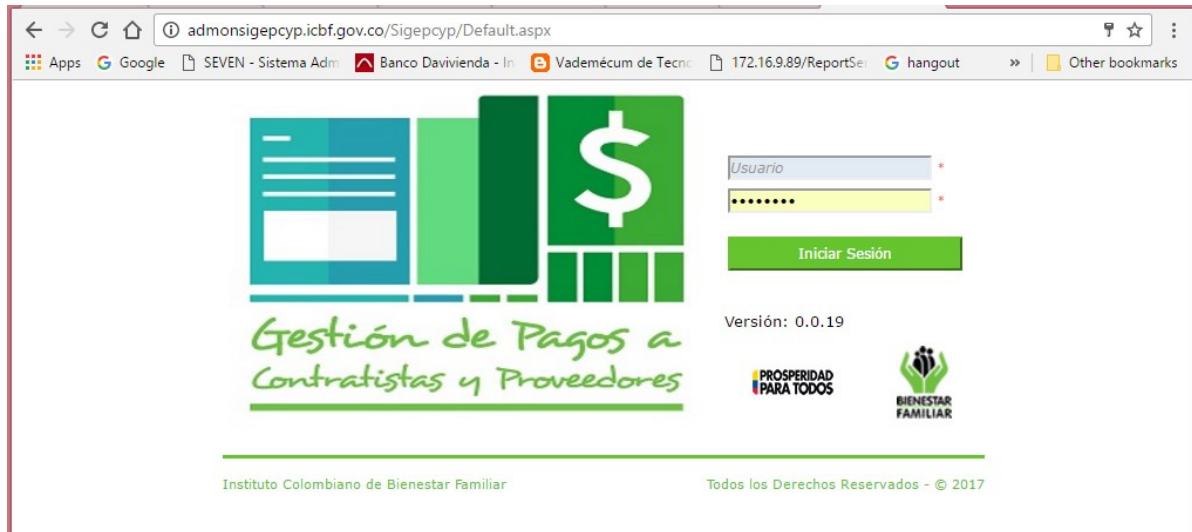 admonsigepcyp.icbf.gov.co/Sigepcyp/Default.aspx
Apps Google SEVEN - Sistema Adm Banco Davivienda - In Vademécum de Tecno 172.16.9.89/ReportSer hangout » Other bookmarks
$
Usuario *
•••••••• *
Iniciar Sesión
Gestión de Pagos a
Contratistas y Proveedores
Versión: 0.0.19
PROSPERIDAD
PARA TODOS
BIENESTAR
FAMILIAR
Instituto Colombiano de Bienestar Familiar Todos los Derechos Reservados - © 2017